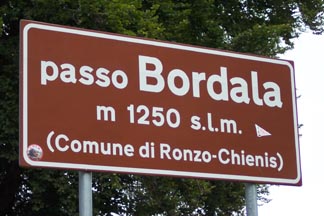 passo Bordala
m 1250 s.l.m.
(Comune di Ronzo-Chienis)